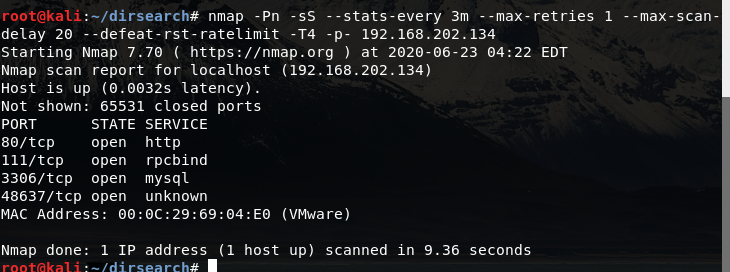 root@kali:~/dirsearch# nmap -Pn -sS --stats-every 3m --max-retries 1 --max-scan-
delay 20 --defeat-rst-ratelimit -T4 -p- 192.168.202.134
Starting Nmap 7.70 ( https://nmap.org ) at 2020-06-23 04:22 EDT
Nmap scan report for localhost (192.168.202.134)
Host is up (0.0032s latency).
Not shown: 65531 closed ports
PORT      STATE SERVICE
80/tcp    open  http
111/tcp   open  rpcbind
3306/tcp  open  mysql
48637/tcp open  unknown
MAC Address: 00:0C:29:69:04:E0 (VMware)

Nmap done: 1 IP address (1 host up) scanned in 9.36 seconds
root@kali:~/dirsearch#